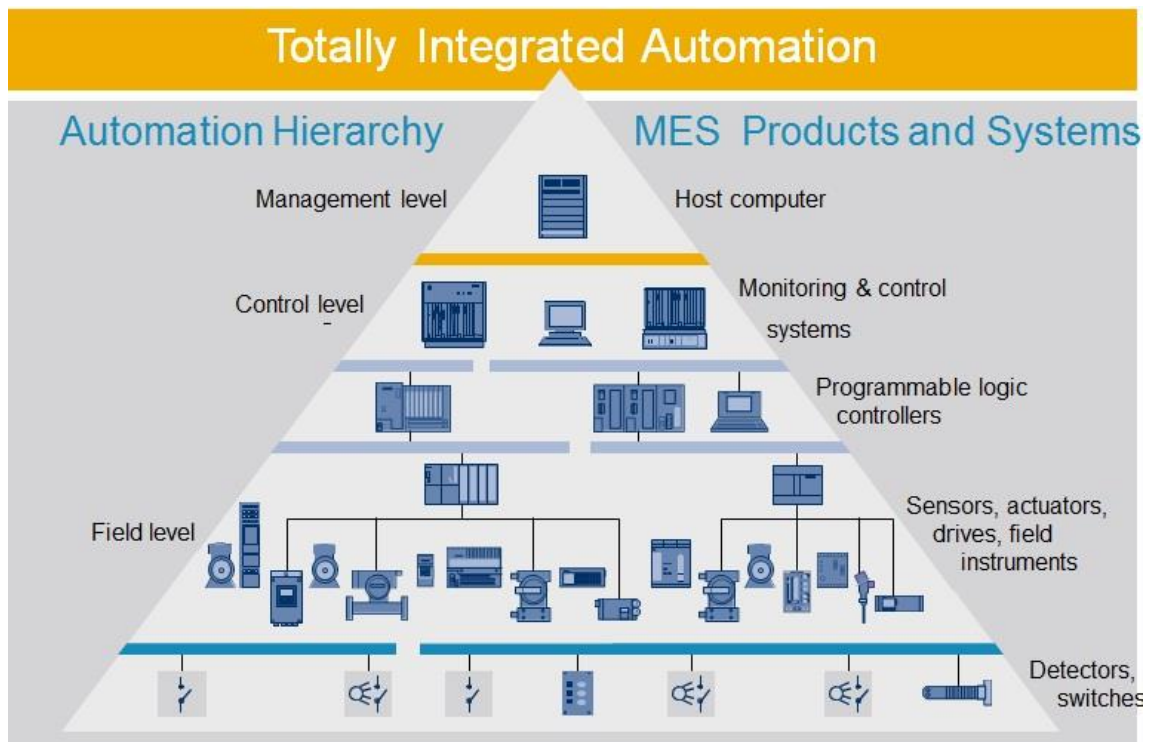 Totally Integrated Automation
Automation Hierarchy
MES Products and Systems
Management level
Host computer
Control level
Monitoring & control
systems
Programmable logic
controllers
Field level
Sensors, actuators,
drives, field
instruments
Detectors,
switches